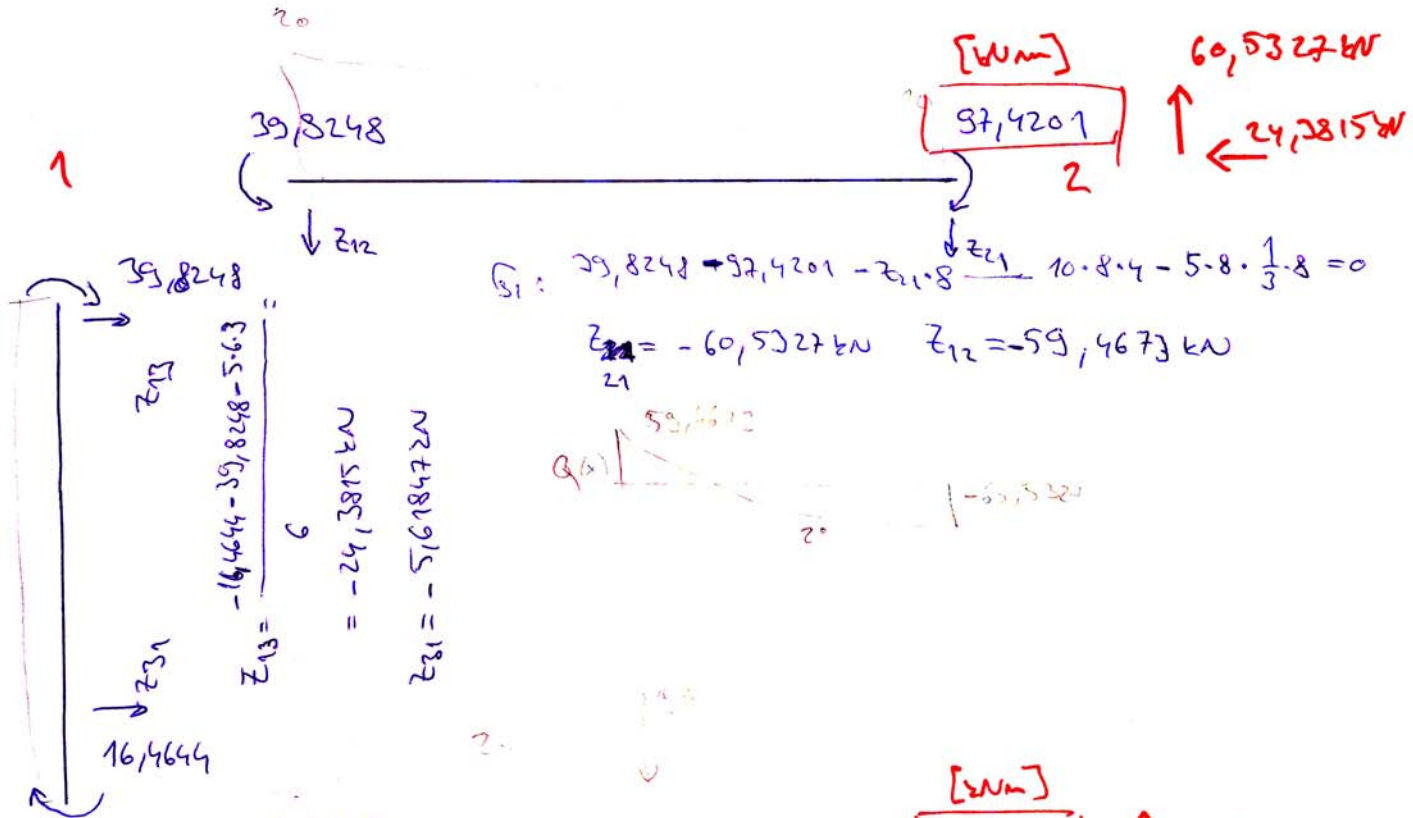 20
[kNm]
60,5327 kN
39,8248
97,4201
24,3815 kN
1
2
Z12
Z21
39,8248
Z13
39,8248 - 97,4201 - Z21·8 - 10·8·4 - 5·8·1/3·8 = 0
Z21 = -60,5327 kN Z12 = -59,4673 kN
Z13 = -16,4644 - 39,8248 - 5·6·3 / 6 =
= -24,3815 kN
Z31 = -5,61847 kN
Q(x)
20
Z31
16,4644
[kNm]